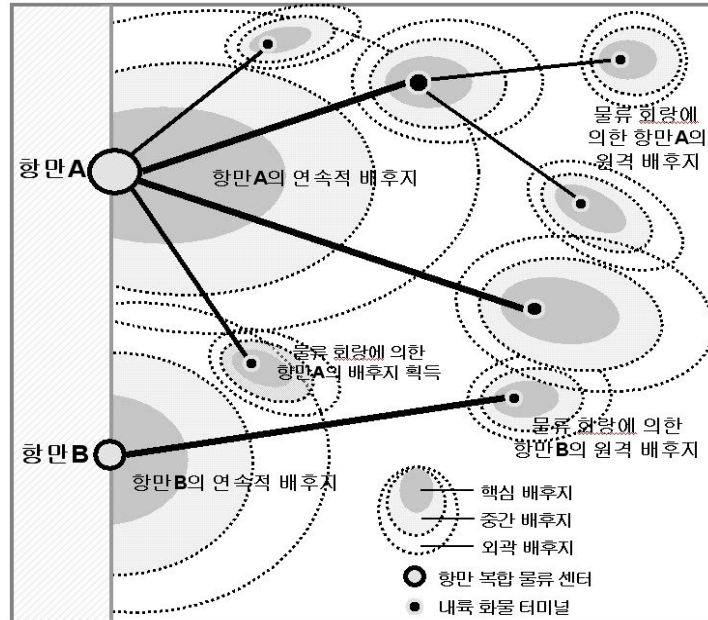 물류 회랑에
의한 항만A의
원격 배후지
항만A
항만A의 연속적 배후지
물류 회랑에 의한
항만A의 배후지 획득
물류 회랑에 의한
항만B의 원격 배후지
항만B
항만B의 연속적 배후지
핵심 배후지
중간 배후지
외곽 배후지
항만 복합 물류 센터
내륙 화물 터미널